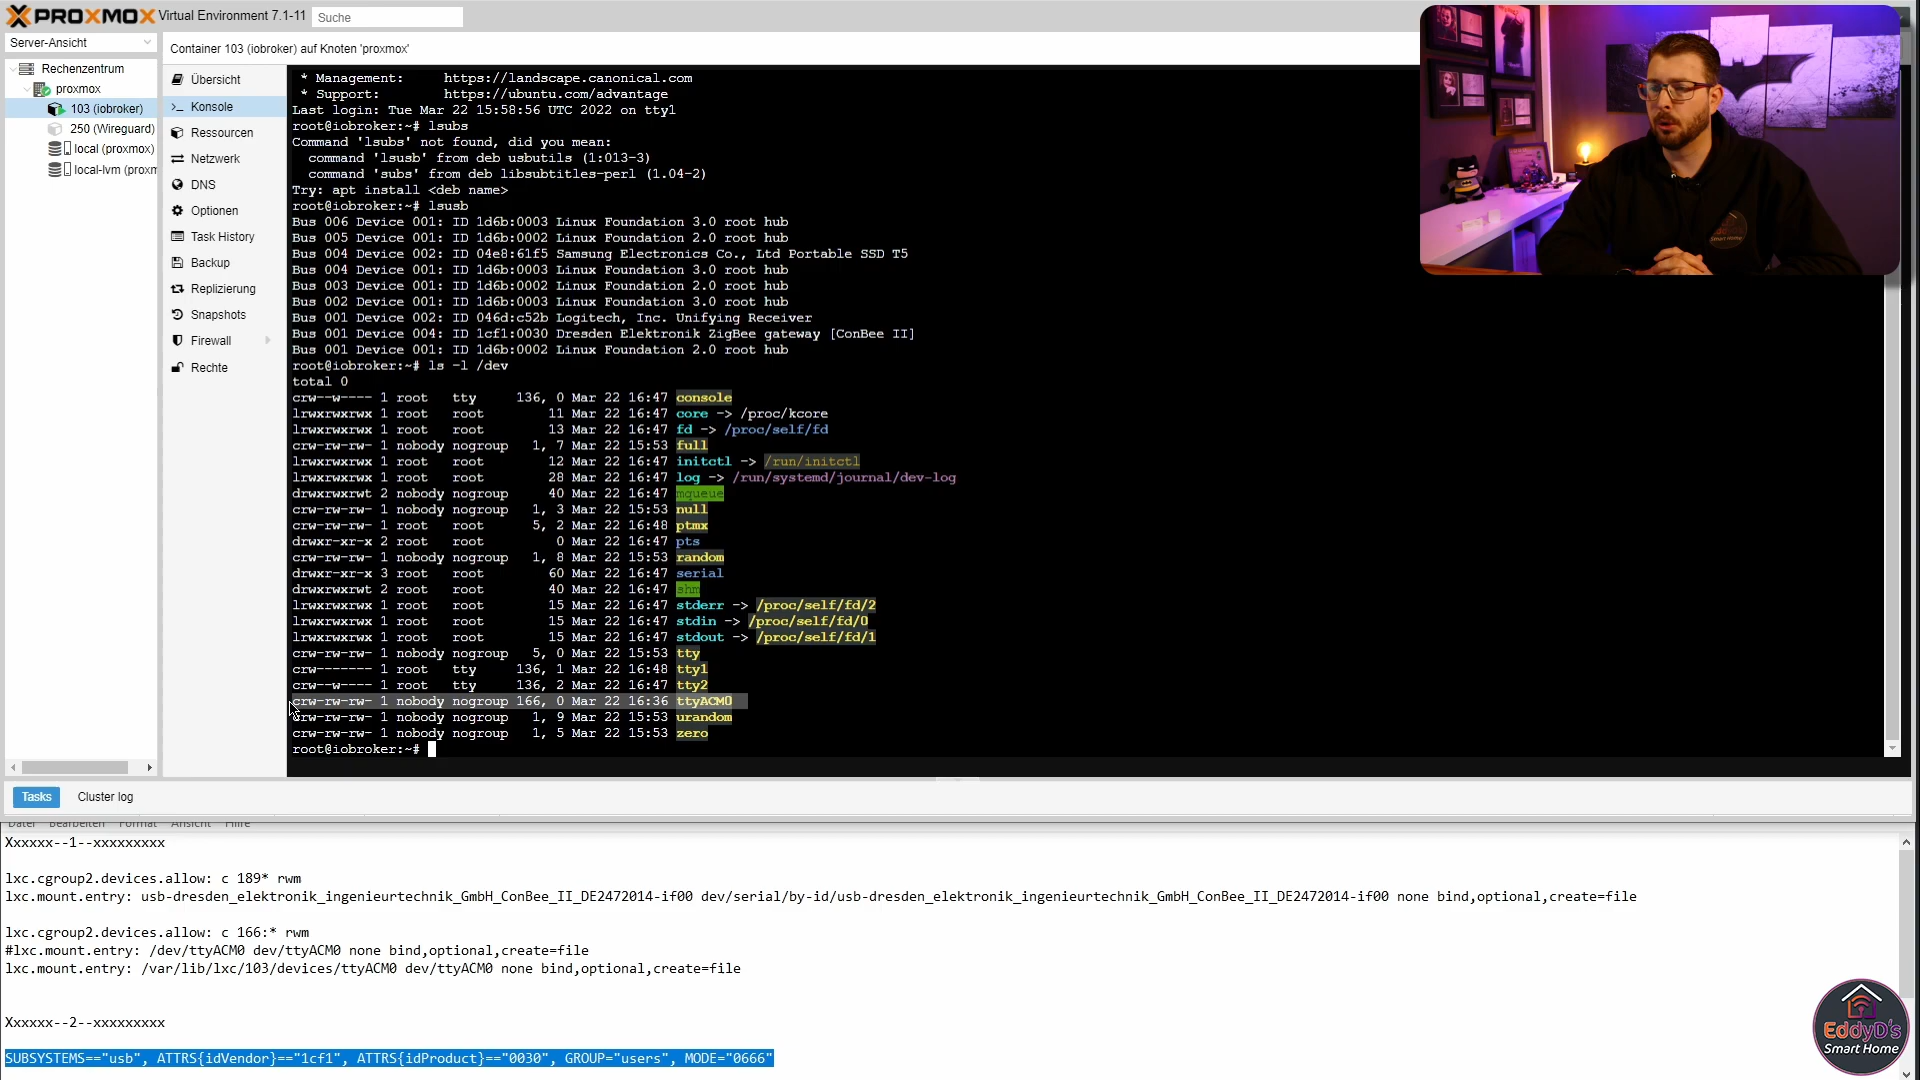 PROXMOX Virtual Environment 7.1-11 Suche
Server-Ansicht
Rechenzentrum
proxmox
103 (iobroker)
250 (Wireguard)
local (proxmox)
local-lvm (proxm
Container 103 (iobroker) auf Knoten 'proxmox'
Übersicht
Konsole
Ressourcen
Netzwerk
DNS
Optionen
Task History
Backup
Replizierung
Snapshots
Firewall
Rechte
* Management: https://landscape.canonical.com
* Support: https://ubuntu.com/advantage
Last login: Tue Mar 22 15:58:56 UTC 2022 on tty1
root@iobroker:~# lsubs
Command 'lsubs' not found, did you mean:
command 'lsusb' from deb usbutils (1:013-3)
command 'subs' from deb libsubtitles-perl (1.04-2)
Try: apt install <deb name>
root@iobroker:~# lsusb
Bus 006 Device 001: ID 1d6b:0003 Linux Foundation 3.0 root hub
Bus 005 Device 001: ID 1d6b:0002 Linux Foundation 2.0 root hub
Bus 004 Device 002: ID 04e8:61f5 Samsung Electronics Co., Ltd Portable SSD T5
Bus 004 Device 001: ID 1d6b:0003 Linux Foundation 3.0 root hub
Bus 003 Device 001: ID 1d6b:0002 Linux Foundation 2.0 root hub
Bus 002 Device 001: ID 1d6b:0003 Linux Foundation 3.0 root hub
Bus 001 Device 002: ID 046d:c52b Logitech, Inc. Unifying Receiver
Bus 001 Device 004: ID 1cf1:0030 Dresden Elektronik ZigBee gateway [ConBee II]
Bus 001 Device 001: ID 1d6b:0002 Linux Foundation 2.0 root hub
root@iobroker:~# ls -l /dev
total 0
crw--w---- 1 root tty 136, 0 Mar 22 16:47 console
lrwxrwxrwx 1 root root 11 Mar 22 16:47 core -> /proc/kcore
lrwxrwxrwx 1 root root 13 Mar 22 16:47 fd -> /proc/self/fd
crw-rw-rw- 1 nobody nogroup 1, 7 Mar 22 15:53 full
lrwxrwxrwx 1 root root 12 Mar 22 16:47 initctl -> /run/initctl
lrwxrwxrwx 1 root root 28 Mar 22 16:47 log -> /run/systemd/journal/dev-log
drwxrwxrwt 2 nobody nogroup 40 Mar 22 16:47 mqueue
crw-rw-rw- 1 nobody nogroup 1, 3 Mar 22 15:53 null
crw-rw-rw- 1 root root 5, 2 Mar 22 16:48 ptmx
drwxr-xr-x 2 root root 0 Mar 22 16:47 pts
crw-rw-rw- 1 nobody nogroup 1, 8 Mar 22 15:53 random
drwxr-xr-x 3 root root 60 Mar 22 16:47 serial
drwxrwxrwt 2 nobody nogroup 40 Mar 22 16:47 shm
lrwxrwxrwx 1 root root 15 Mar 22 16:47 stderr -> /proc/self/fd/2
lrwxrwxrwx 1 root root 15 Mar 22 16:47 stdin -> /proc/self/fd/0
lrwxrwxrwx 1 root root 15 Mar 22 16:47 stdout -> /proc/self/fd/1
crw-rw-rw- 1 nobody nogroup 5, 0 Mar 22 15:53 tty
crw------- 1 root tty 136, 1 Mar 22 16:48 tty1
crw--w---- 1 root tty 136, 2 Mar 22 16:47 tty2
crw-rw-rw- 1 nobody nogroup 166, 0 Mar 22 16:36 ttyACM0
crw-rw-rw- 1 nobody nogroup 1, 9 Mar 22 15:53 urandom
crw-rw-rw- 1 nobody nogroup 1, 5 Mar 22 15:53 zero
root@iobroker:~#
Tasks Cluster log
Datei Bearbeiten Format Ansicht Hilfe
Xxxxxx--1--xxxxxxxxx
lxc.cgroup2.devices.allow: c 189* rwm
lxc.mount.entry: usb-dresden_elektronik_ingenieurtechnik_GmbH_ConBee_II_DE2472014-if00 dev/serial/by-id/usb-dresden_elektronik_ingenieurtechnik_GmbH_ConBee_II_DE2472014-if00 none bind,optional,create=file
lxc.cgroup2.devices.allow: c 166:* rwm
#lxc.mount.entry: /dev/ttyACM0 dev/ttyACM0 none bind,optional,create=file
lxc.mount.entry: /var/lib/lxc/103/devices/ttyACM0 dev/ttyACM0 none bind,optional,create=file
Xxxxxx--2--xxxxxxxxx
SUBSYSTEMS=="usb", ATTRS{idVendor}=="1cf1", ATTRS{idProduct}=="0030", GROUP="users", MODE="0666"
EddyD's
Smart Home